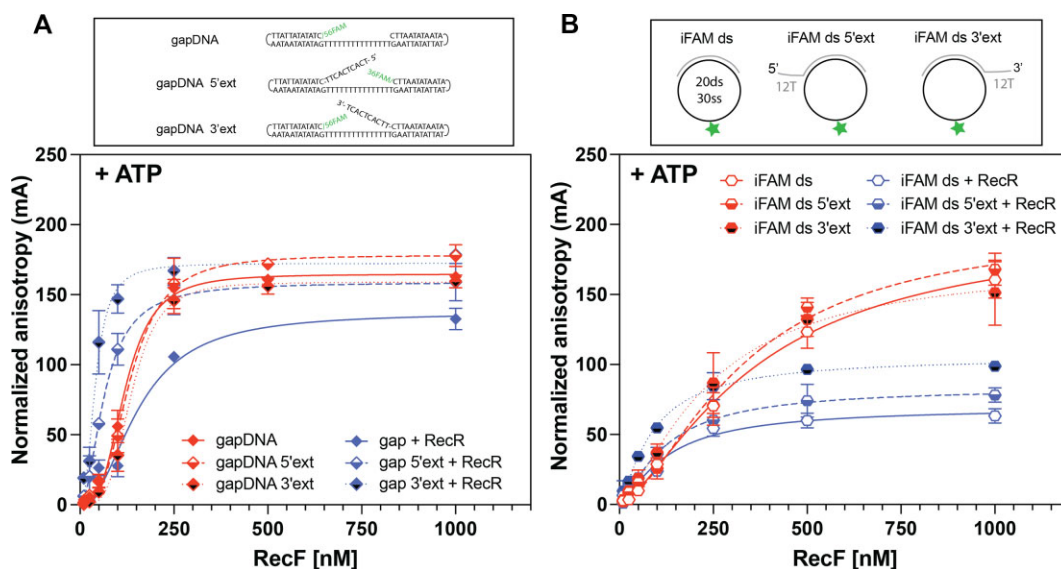 A
gapDNA
TTATTATATATC/56FAM/ CTTAATATAATA
AATAATATATAGTTTTTTTTTTTTTTTGAATTATATTAT
gapDNA 5'ext
TTATTATATATC-TTCACTCACT-5' 36FAM/CTTAATATAATA
AATAATATATAGTTTTTTTTTTTTTTTGAATTATATTAT
gapDNA 3'ext
TTATTATATATC/56FAM/ 3'-TCACTCACTT-CTTAATATAATA
AATAATATATAGTTTTTTTTTTTTTTTGAATTATATTAT
+ ATP
Normalized anisotropy (mA)
250
200
150
100
50
0
gapDNA
gapDNA 5'ext
gapDNA 3'ext
gap + RecR
gap 5'ext + RecR
gap 3'ext + RecR
0 250 500 750 1000
RecF [nM]
B
iFAM ds iFAM ds 5'ext iFAM ds 3'ext
20ds
30ss
5'
12T
3'
12T
+ ATP
Normalized anisotropy (mA)
250
200
150
100
50
0
iFAM ds
iFAM ds 5'ext
iFAM ds 3'ext
iFAM ds + RecR
iFAM ds 5'ext + RecR
iFAM ds 3'ext + RecR
0 250 500 750 1000
RecF [nM]